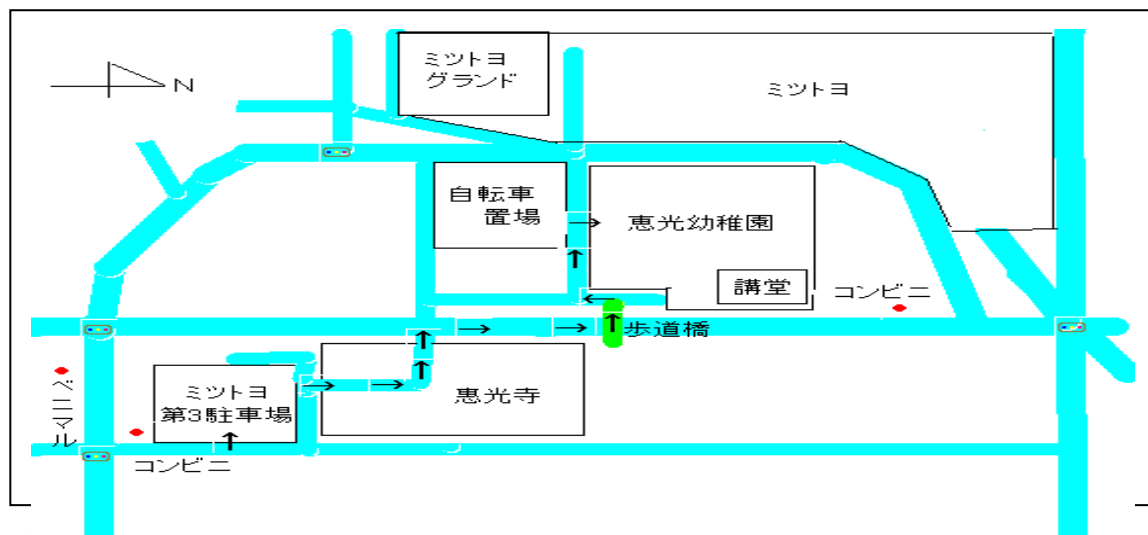 ミツトヨ
グランド
ミツトヨ
N
自転車
置場
恵光幼稚園
講堂
コンビニ
歩道橋
ベニマル
ミツトヨ
第3駐車場
恵光寺
コンビニ